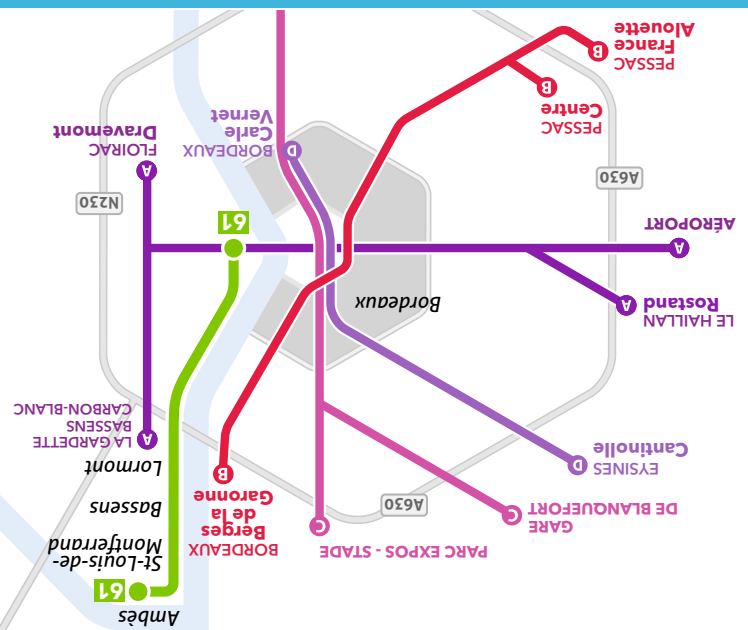 Ambès
61
St-Louis-de-
Montferrand
PARC EXPOS - STADE
C
BORDEAUX
Berges
de la
Garonne
B
GARE
DE BLANQUEFORT
C
A630
Bassens
EYSINES
Cantinolle
D
Lormont
LA GARDETTE
BASSENS
CARBON-BLANC
A
LE HAILLAN
Rostand
A
Bordeaux
AÉROPORT
A
61
A630
N230
FLOIRAC
Dravemont
A
BORDEAUX
Carle
Vernet
D
PESSAC
Centre
B
PESSAC
France
Alouette
B